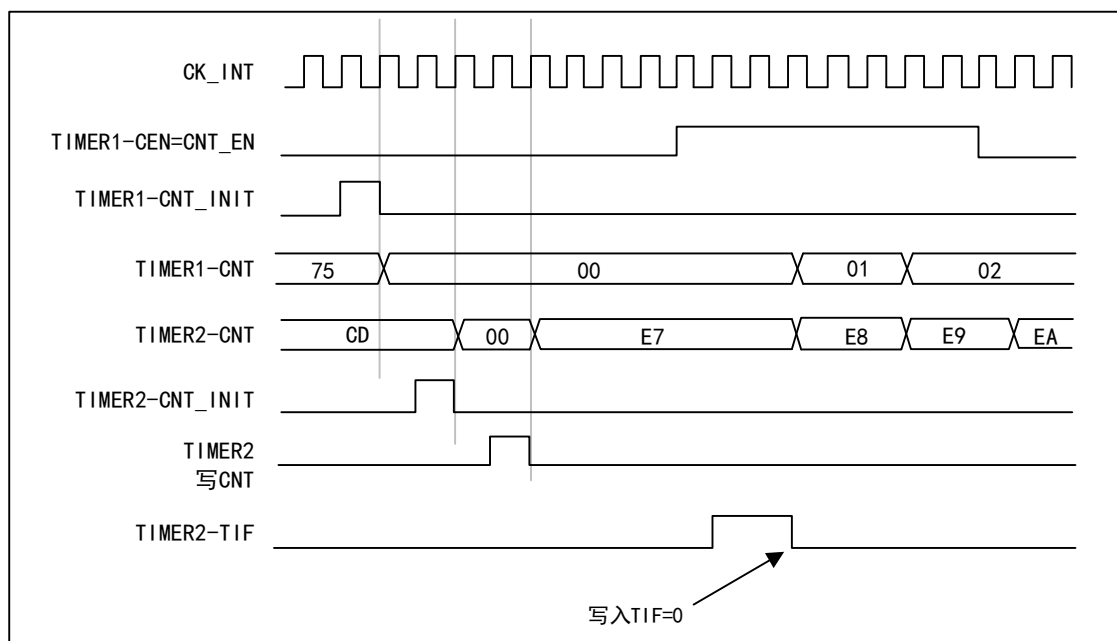 CK_INT
TIMER1-CEN=CNT_EN
TIMER1-CNT_INIT
TIMER1-CNT
75
00
01
02
TIMER2-CNT
CD
00
E7
E8
E9
EA
TIMER2-CNT_INIT
TIMER2
写CNT
TIMER2-TIF
写入TIF=0